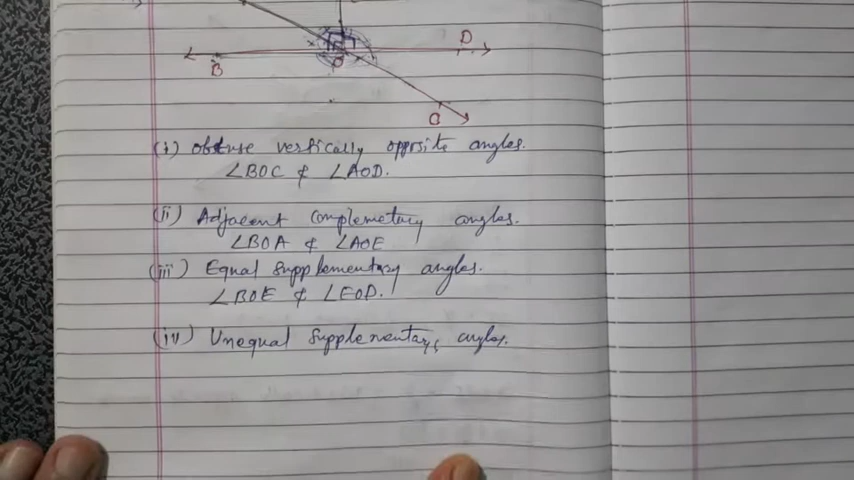 D
B
O
C
(i) Obtuse vertically opposite angles.
∠BOC & ∠AOD.
(ii) Adjacent complemetary angles.
∠BOA & ∠AOE
(iii) Equal supplementary angles.
∠BOE & ∠EOD.
(iv) Unequal supplementary angles.